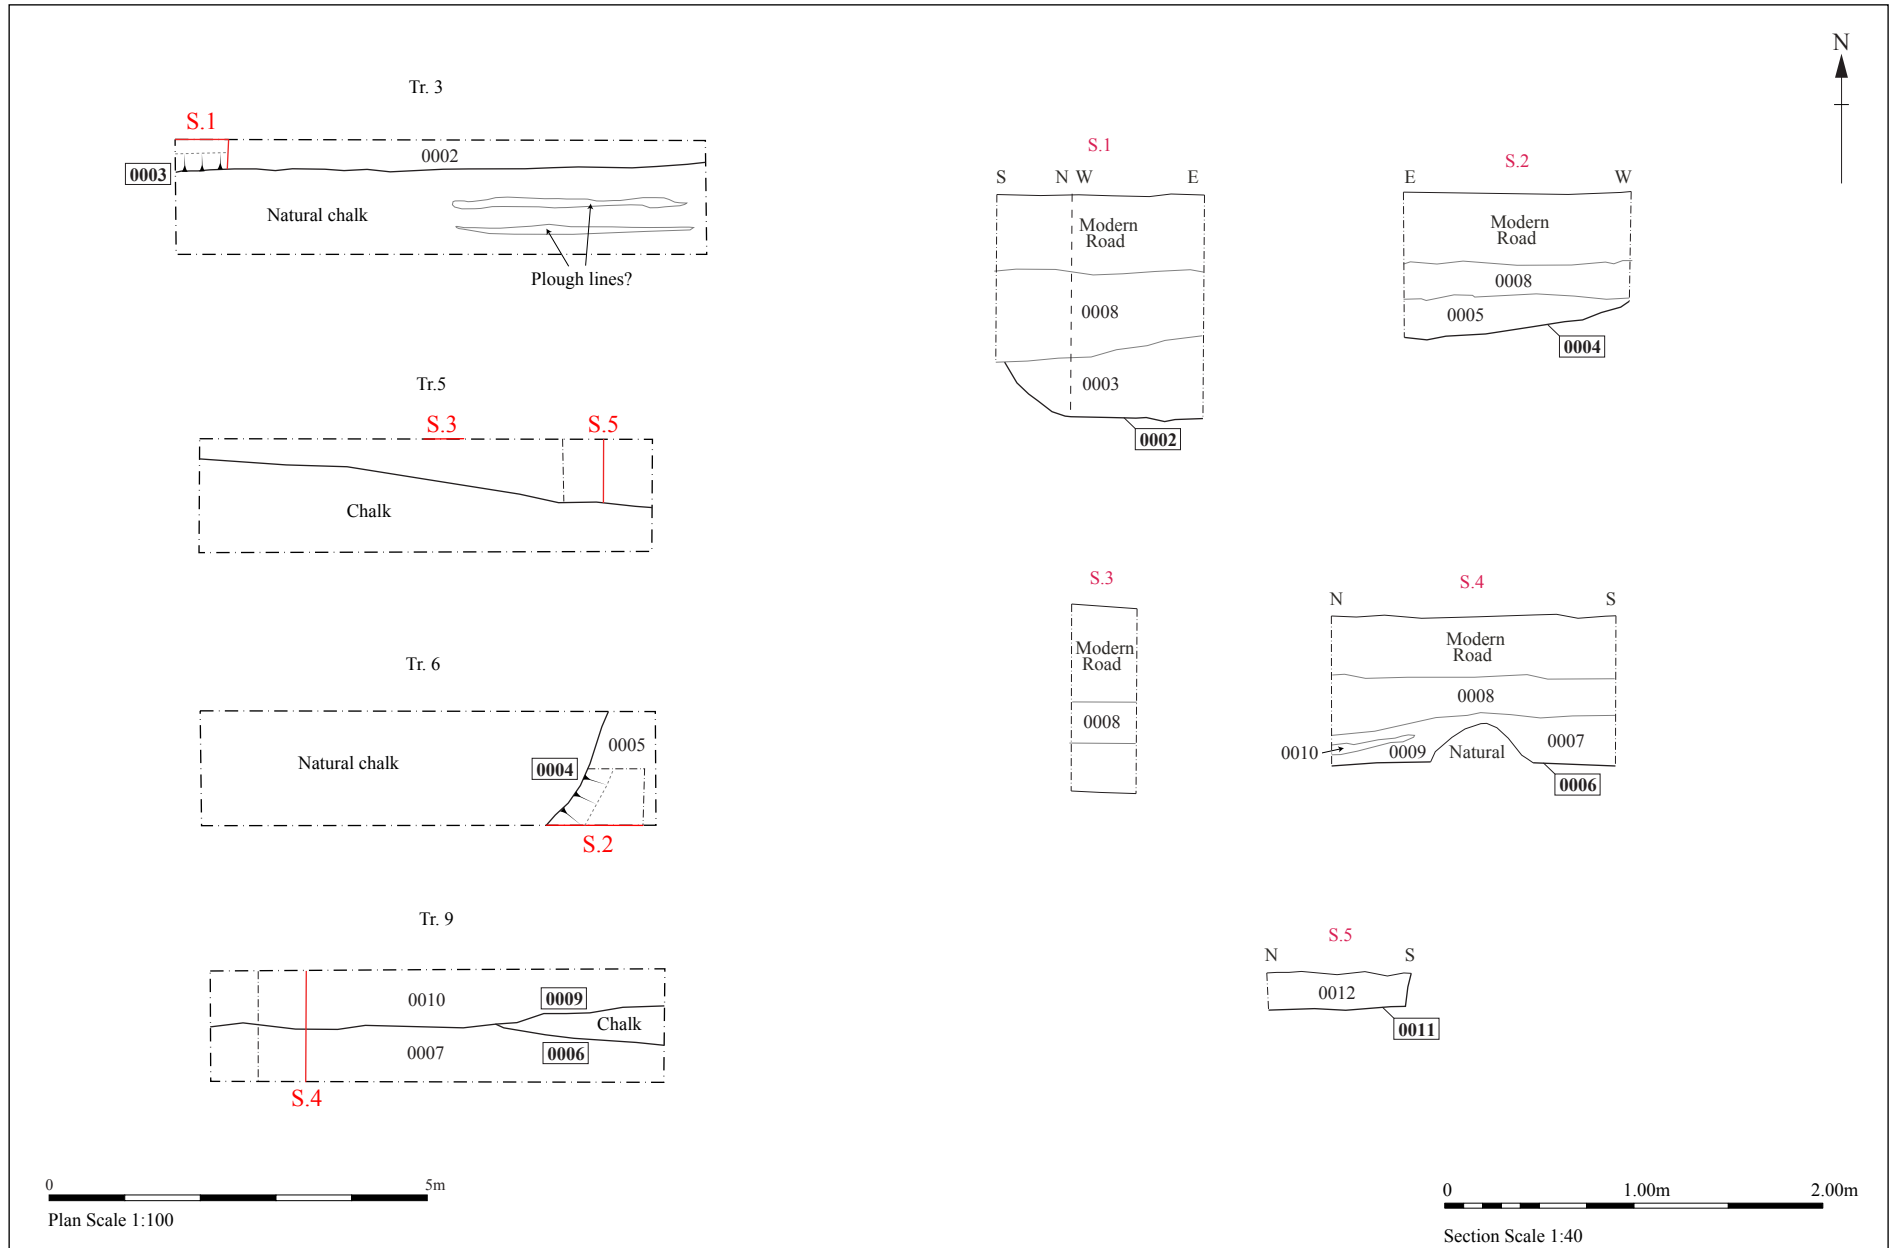 N
Tr. 3
S.1
0002
0003
Natural chalk
Plough lines?
Tr.5
S.3
S.5
Chalk
Tr. 6
Natural chalk
0005
0004
S.2
Tr. 9
0010
0009
Chalk
0007
0006
S.4
0 5m
Plan Scale 1:100
S.1
S N W E
Modern
Road
0008
0003
0002
S.2
E W
Modern
Road
0008
0005
0004
S.3
Modern
Road
0008
S.4
N S
Modern
Road
0008
0010
0009
Natural
0007
0006
S.5
N S
0012
0011
0 1.00m 2.00m
Section Scale 1:40